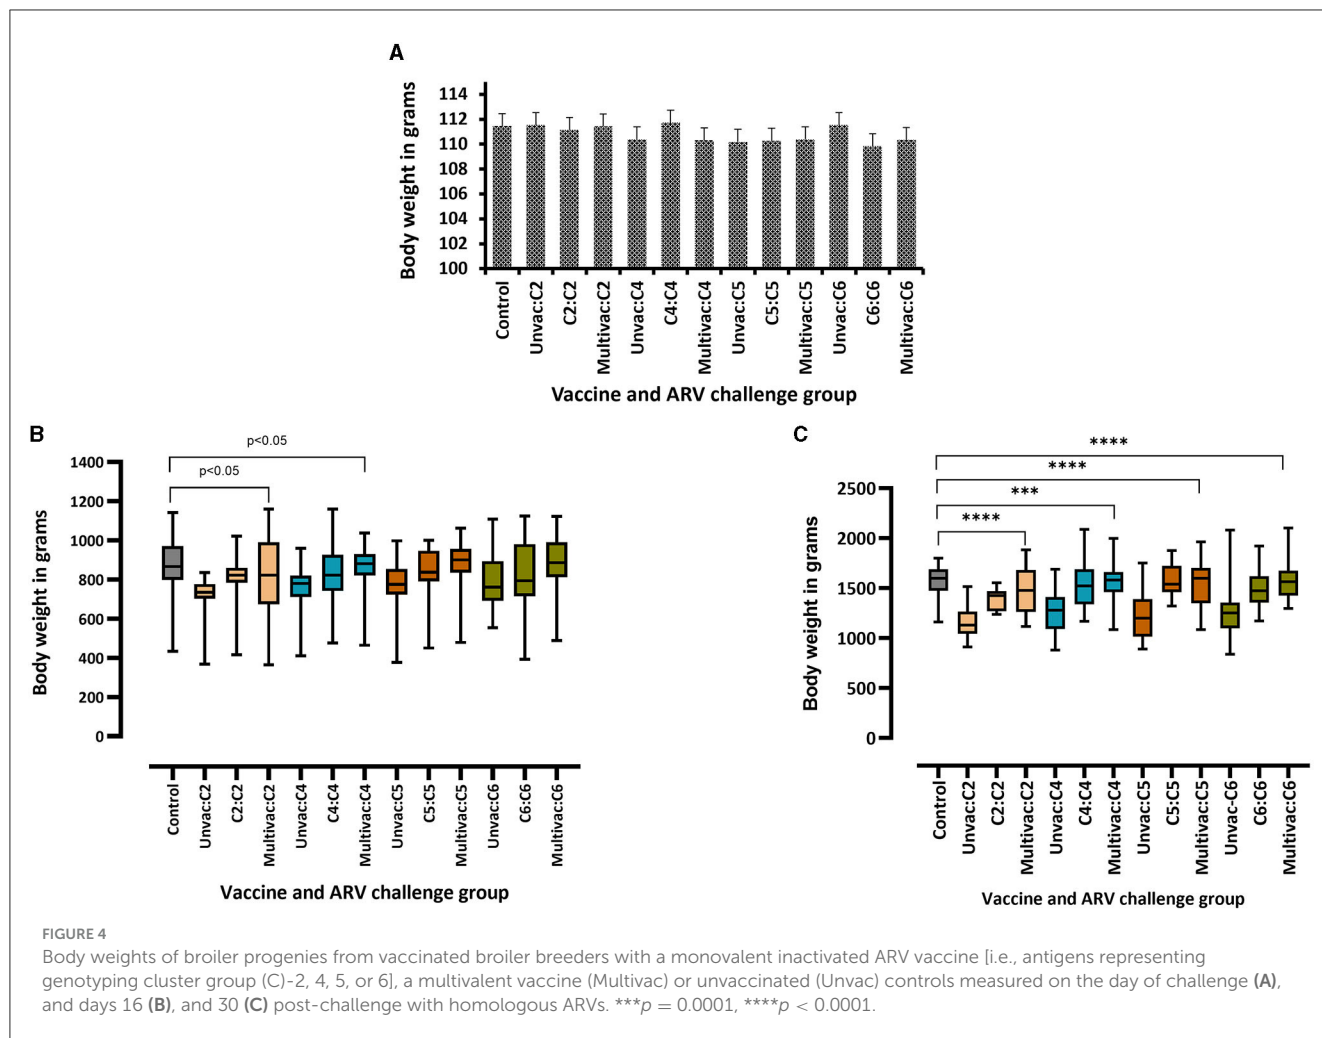 A
Body weight in grams
114
112
110
108
106
104
102
100
Control
Unvac:C2
C2:C2
Multivac:C2
Unvac:C4
C4:C4
Multivac:C4
Unvac:C5
C5:C5
Multivac:C5
Unvac:C6
C6:C6
Multivac:C6
Vaccine and ARV challenge group
B
p<0.05
p<0.05
Body weight in grams
1400
1200
1000
800
600
400
200
0
Control
Unvac:C2
C2:C2
Multivac:C2
Unvac:C4
C4:C4
Multivac:C4
Unvac:C5
C5:C5
Multivac:C5
Unvac:C6
C6:C6
Multivac:C6
Vaccine and ARV challenge group
C
****
****
***
****
Body weight in grams
2500
2000
1500
1000
500
0
Control
Unvac:C2
C2:C2
Multivac:C2
Unvac:C4
C4:C4
Multivac:C4
Unvac:C5
C5:C5
Multivac:C5
Unvac-C6
C6:C6
Multivac:C6
Vaccine and ARV challenge group
FIGURE 4
Body weights of broiler progenies from vaccinated broiler breeders with a monovalent inactivated ARV vaccine [i.e., antigens representing
genotyping cluster group (C)-2, 4, 5, or 6], a multivalent vaccine (Multivac) or unvaccinated (Unvac) controls measured on the day of challenge (A),
and days 16 (B), and 30 (C) post-challenge with homologous ARVs. ***p = 0.0001, ****p < 0.0001.